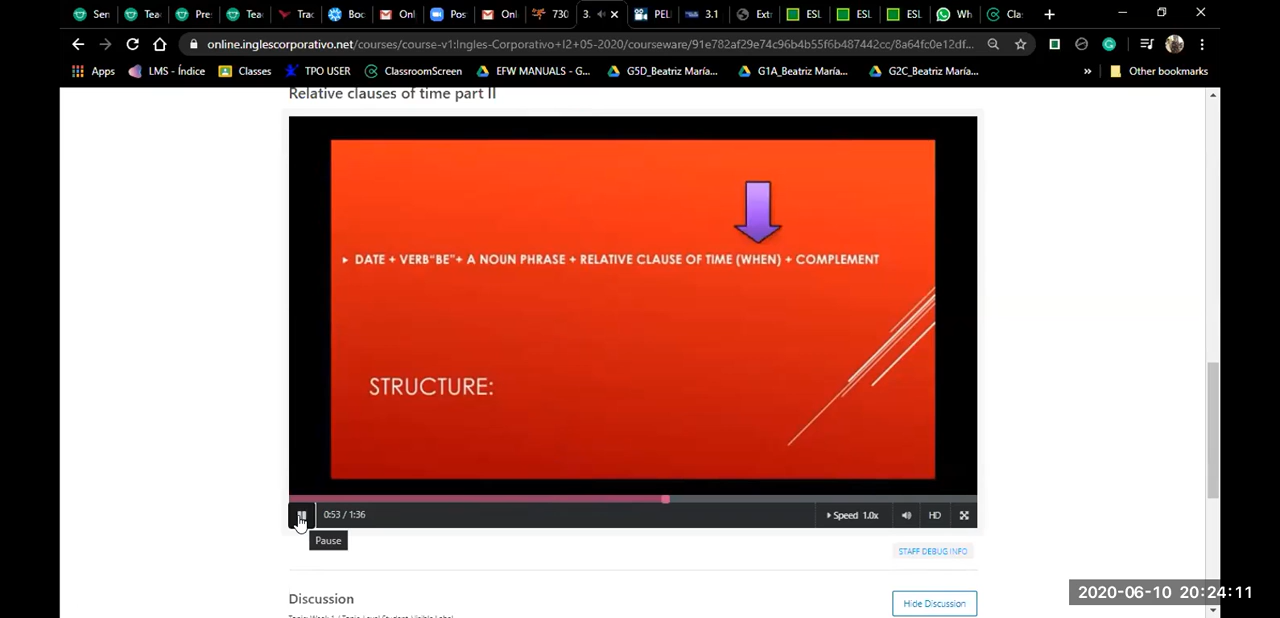 Sen Tea Pre Tea Trac Boc Onl Pos Onl 730 3. PELI 3.1 Ext ESL ESL ESL Wh Cla
online.inglescorporativo.net/courses/course-v1:Ingles-Corporativo+I2+05-2020/courseware/91e782af29e74c96b4b55f6b487442cc/8a64fc0e12df...
Apps LMS - Índice Classes TPO USER ClassroomScreen EFW MANUALS - G... G5D_Beatriz María... G1A_Beatriz María... G2C_Beatriz María... » Other bookmarks
Relative clauses of time part II
DATE + VERB"BE"+ A NOUN PHRASE + RELATIVE CLAUSE OF TIME (WHEN) + COMPLEMENT
STRUCTURE:
0:53 / 1:36 Speed 1.0x HD
Pause
STAFF DEBUG INFO
Discussion
Hide Discussion
2020-06-10 20:24:11